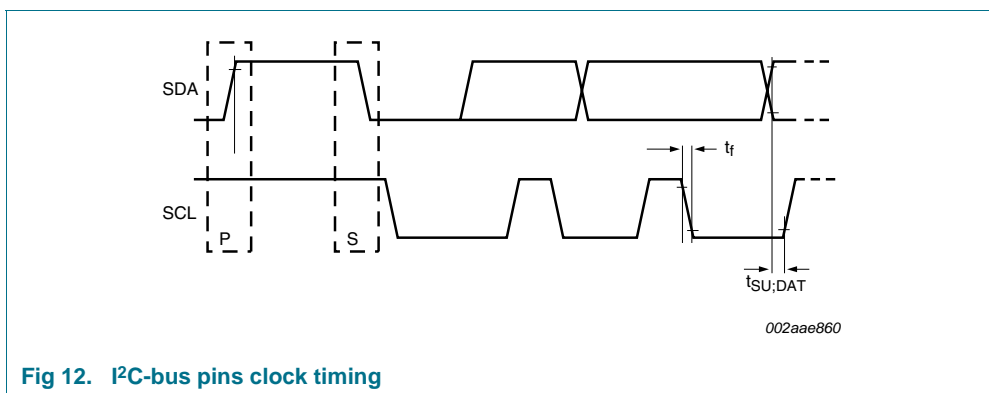 SDA
t_f
SCL
P
S
t_SU;DAT
002aae860
Fig 12. I²C-bus pins clock timing